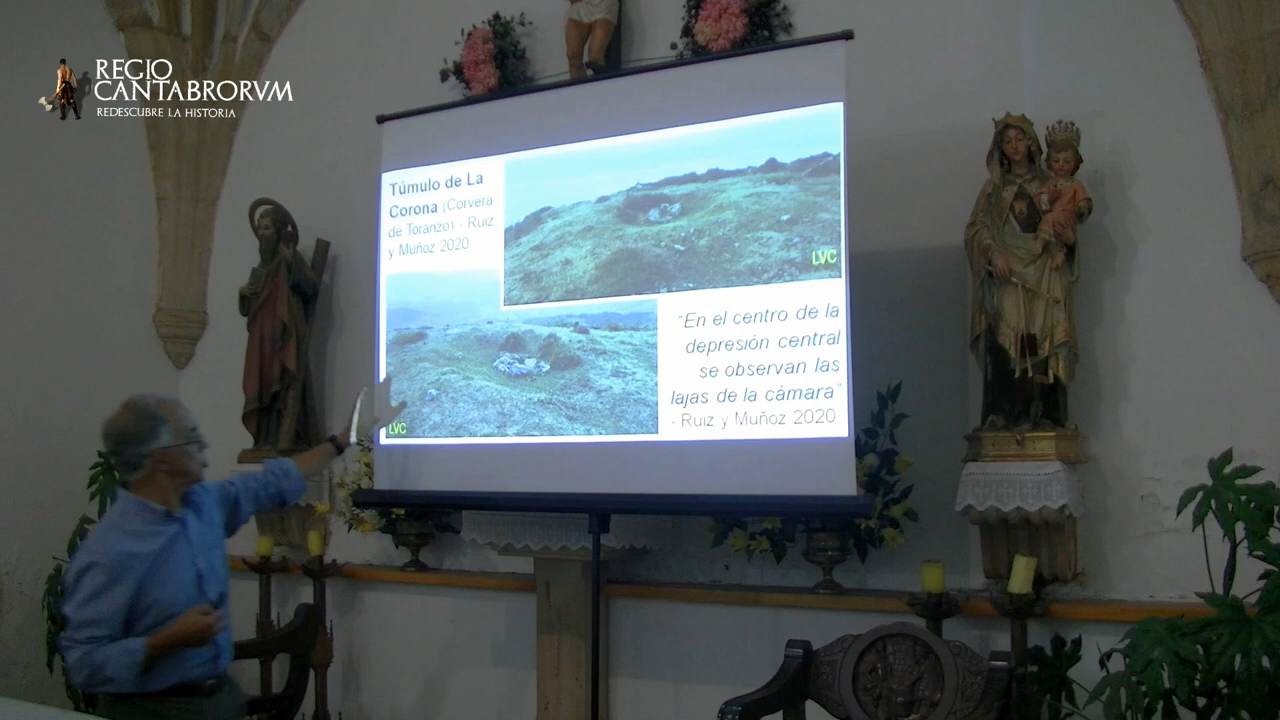 REGIO
CANTABRORVM
REDESCUBRE LA HISTORIA
Túmulo de La
Corona (Corvera
de Toranzo) - Ruiz
y Muñoz 2020
LVC
LVC
"En el centro de la
depresión central
se observan las
lajas de la cámara"
- Ruiz y Muñoz 2020